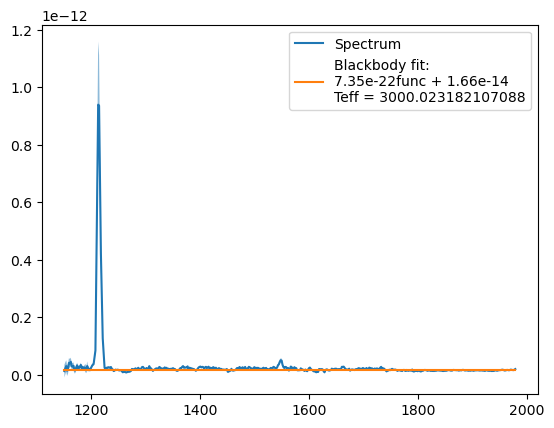 1e−12
1.2
1.0
0.8
0.6
0.4
0.2
0.0
Spectrum
Blackbody fit:
7.35e-22func + 1.66e-14
Teff = 3000.023182107088
1200 1400 1600 1800 2000